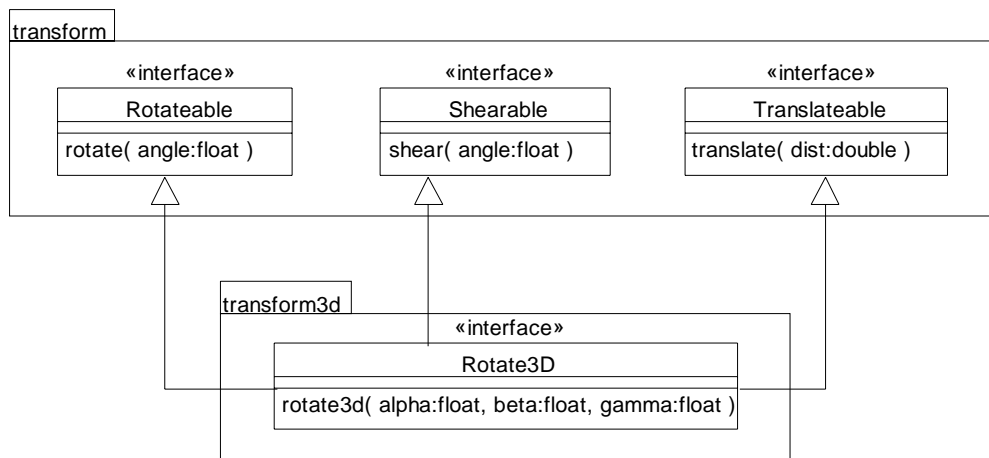 transform
«interface»
Rotateable
rotate( angle:float )
«interface»
Shearable
shear( angle:float )
«interface»
Translateable
translate( dist:double )
transform3d
«interface»
Rotate3D
rotate3d( alpha:float, beta:float, gamma:float )